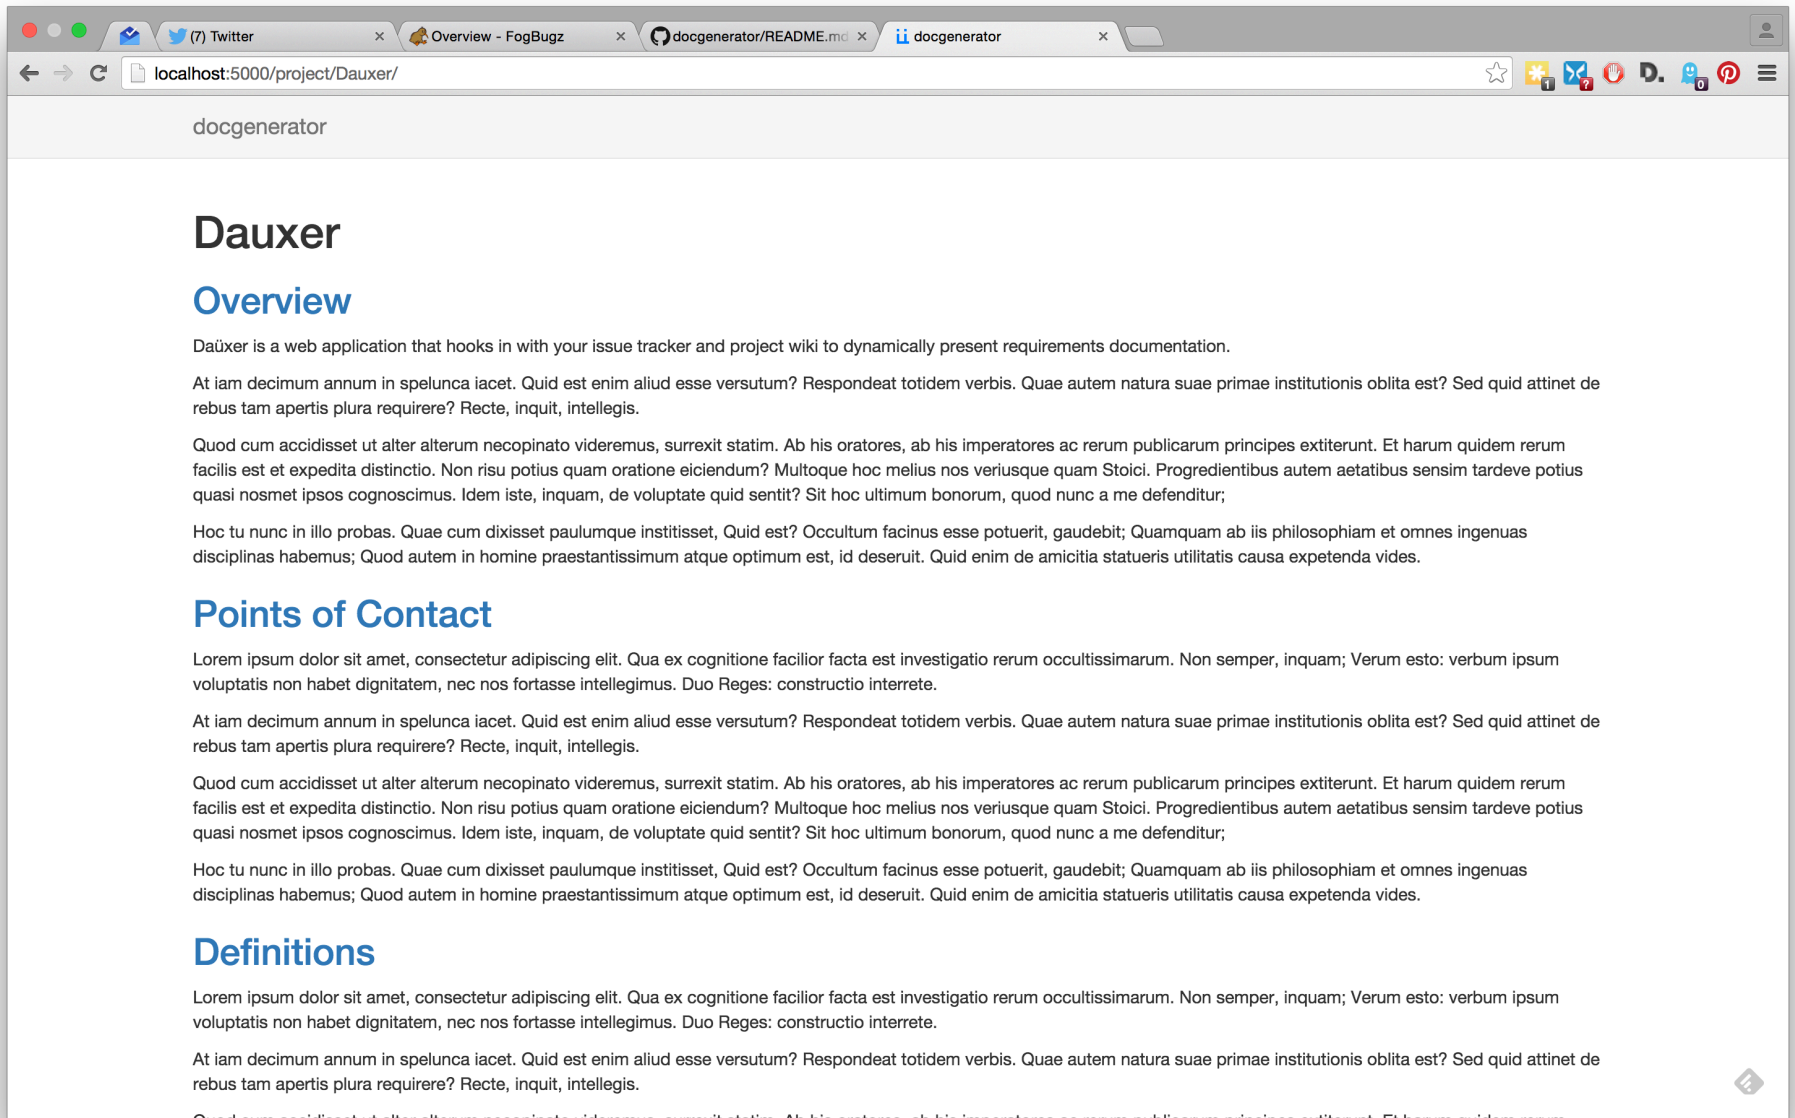 (7) Twitter
Overview - FogBugz
docgenerator/README.md
docgenerator
localhost:5000/project/Dauxer/
1
?
D.
0
docgenerator
Dauxer
Overview
Daüxer is a web application that hooks in with your issue tracker and project wiki to dynamically present requirements documentation.
At iam decimum annum in spelunca iacet. Quid est enim aliud esse versutum? Respondeat totidem verbis. Quae autem natura suae primae institutionis oblita est? Sed quid attinet de
rebus tam apertis plura requirere? Recte, inquit, intellegis.
Quod cum accidisset ut alter alterum necopinato videremus, surrexit statim. Ab his oratores, ab his imperatores ac rerum publicarum principes extiterunt. Et harum quidem rerum
facilis est et expedita distinctio. Non risu potius quam oratione eiciendum? Multoque hoc melius nos veriusque quam Stoici. Progredientibus autem aetatibus sensim tardeve potius
quasi nosmet ipsos cognoscimus. Idem iste, inquam, de voluptate quid sentit? Sit hoc ultimum bonorum, quod nunc a me defenditur;
Hoc tu nunc in illo probas. Quae cum dixisset paulumque institisset, Quid est? Occultum facinus esse potuerit, gaudebit; Quamquam ab iis philosophiam et omnes ingenuas
disciplinas habemus; Quod autem in homine praestantissimum atque optimum est, id deseruit. Quid enim de amicitia statueris utilitatis causa expetenda vides.
Points of Contact
Lorem ipsum dolor sit amet, consectetur adipiscing elit. Qua ex cognitione facilior facta est investigatio rerum occultissimarum. Non semper, inquam; Verum esto: verbum ipsum
voluptatis non habet dignitatem, nec nos fortasse intellegimus. Duo Reges: constructio interrete.
At iam decimum annum in spelunca iacet. Quid est enim aliud esse versutum? Respondeat totidem verbis. Quae autem natura suae primae institutionis oblita est? Sed quid attinet de
rebus tam apertis plura requirere? Recte, inquit, intellegis.
Quod cum accidisset ut alter alterum necopinato videremus, surrexit statim. Ab his oratores, ab his imperatores ac rerum publicarum principes extiterunt. Et harum quidem rerum
facilis est et expedita distinctio. Non risu potius quam oratione eiciendum? Multoque hoc melius nos veriusque quam Stoici. Progredientibus autem aetatibus sensim tardeve potius
quasi nosmet ipsos cognoscimus. Idem iste, inquam, de voluptate quid sentit? Sit hoc ultimum bonorum, quod nunc a me defenditur;
Hoc tu nunc in illo probas. Quae cum dixisset paulumque institisset, Quid est? Occultum facinus esse potuerit, gaudebit; Quamquam ab iis philosophiam et omnes ingenuas
disciplinas habemus; Quod autem in homine praestantissimum atque optimum est, id deseruit. Quid enim de amicitia statueris utilitatis causa expetenda vides.
Definitions
Lorem ipsum dolor sit amet, consectetur adipiscing elit. Qua ex cognitione facilior facta est investigatio rerum occultissimarum. Non semper, inquam; Verum esto: verbum ipsum
voluptatis non habet dignitatem, nec nos fortasse intellegimus. Duo Reges: constructio interrete.
At iam decimum annum in spelunca iacet. Quid est enim aliud esse versutum? Respondeat totidem verbis. Quae autem natura suae primae institutionis oblita est? Sed quid attinet de
rebus tam apertis plura requirere? Recte, inquit, intellegis.